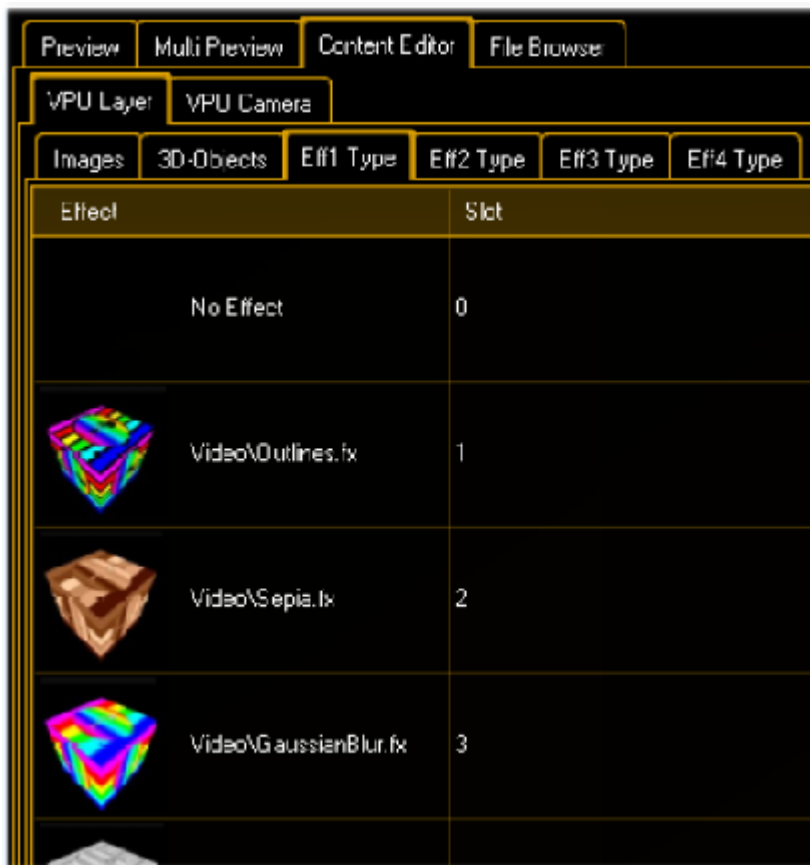 Preview Multi Preview Content Editor File Browser
VPU Layer VPU Camera
Images 3D-Objects Eff1 Type Eff2 Type Eff3 Type Eff4 Type
Effect Slot
No Effect 0
Video\Outlines.fx 1
Video\Sepia.fx 2
Video\GaussianBlur.fx 3